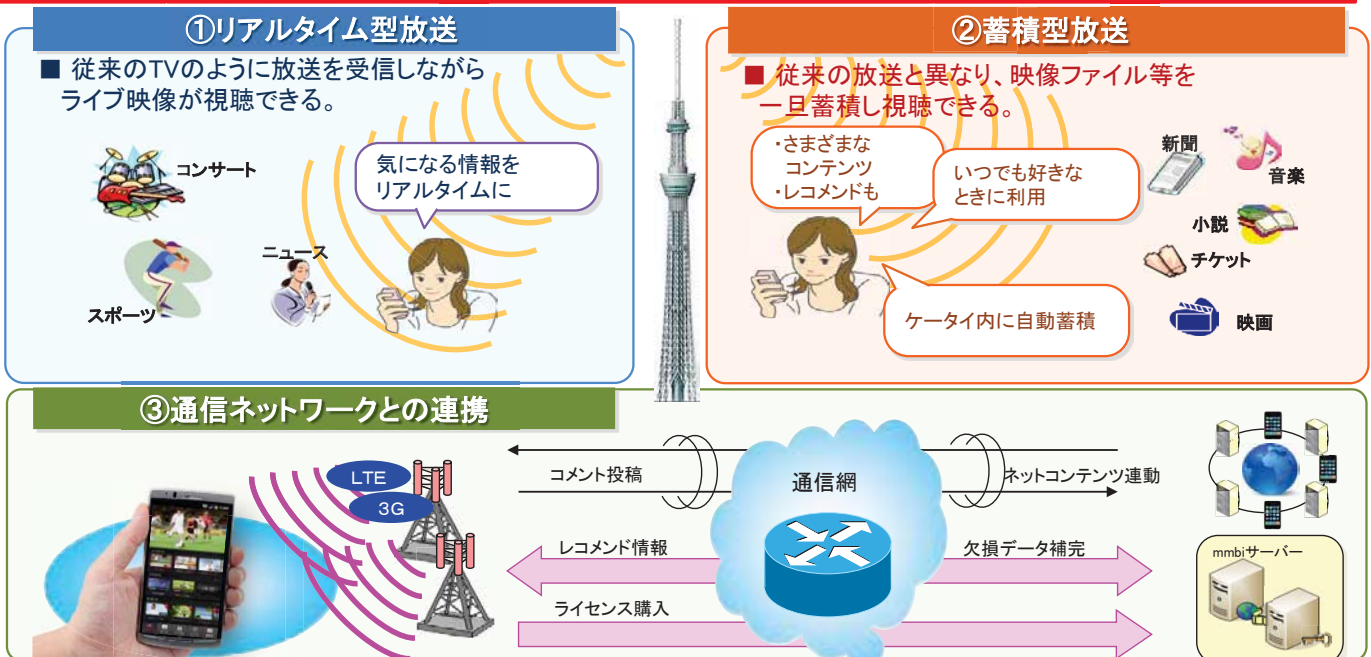 ①リアルタイム型放送
■ 従来のTVのように放送を受信しながら
ライブ映像が視聴できる。
コンサート
気になる情報を
リアルタイムに
ニュース
スポーツ
②蓄積型放送
■ 従来の放送と異なり、映像ファイル等を
一旦蓄積し視聴できる。
・さまざまな
コンテンツ
・レコメンドも
いつでも好きな
ときに利用
ケータイ内に自動蓄積
新聞
音楽
小説
チケット
映画
③通信ネットワークとの連携
LTE
3G
コメント投稿
通信網
ネットコンテンツ連動
レコメンド情報
欠損データ補完
ライセンス購入
mmbiサーバー